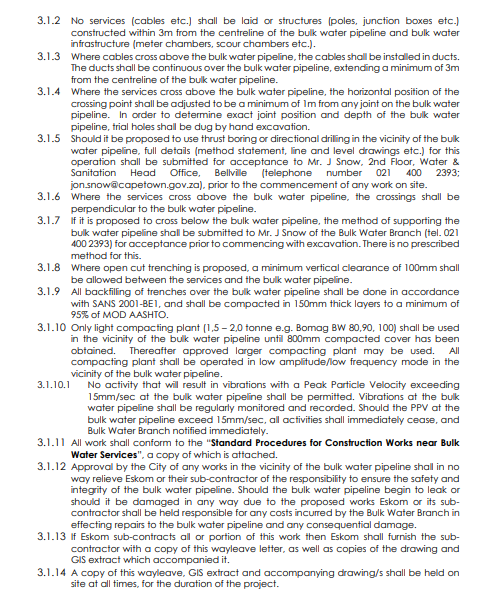 3.1.2 No services (cables etc.) shall be laid or structures (poles, junction boxes etc.)
constructed within 3m from the centreline of the bulk water pipeline and bulk water
infrastructure (meter chambers, scour chambers etc.).
3.1.3 Where cables cross above the bulk water pipeline, the cables shall be installed in ducts.
The ducts shall be continuous over the bulk water pipeline, extending a minimum of 3m
from the centreline of the bulk water pipeline.
3.1.4 Where the services cross above the bulk water pipeline, the horizontal position of the
crossing point shall be adjusted to be a minimum of 1m from any joint on the bulk water
pipeline. In order to determine exact joint position and depth of the bulk water
pipeline, trial holes shall be dug by hand excavation.
3.1.5 Should it be proposed to use thrust boring or directional drilling in the vicinity of the bulk
water pipeline, full details (method statement, line and level drawings etc.) for this
operation shall be submitted for acceptance to Mr. J Snow, 2nd Floor, Water &
Sanitation Head Office, Bellville (telephone number 021 400 2393;
jon.snow@capetown.gov.za), prior to the commencement of any work on site.
3.1.6 Where the services cross above the bulk water pipeline, the crossings shall be
perpendicular to the bulk water pipeline.
3.1.7 If it is proposed to cross below the bulk water pipeline, the method of supporting the
bulk water pipeline shall be submitted to Mr. J Snow of the Bulk Water Branch (tel. 021
400 2393) for acceptance prior to commencing with excavation. There is no prescribed
method for this.
3.1.8 Where open cut trenching is proposed, a minimum vertical clearance of 100mm shall
be allowed between the services and the bulk water pipeline.
3.1.9 All backfilling of trenches over the bulk water pipeline shall be done in accordance
with SANS 2001-BE1, and shall be compacted in 150mm thick layers to a minimum of
95% of MOD AASHTO.
3.1.10 Only light compacting plant (1,5 – 2,0 tonne e.g. Bomag BW 80,90, 100) shall be used
in the vicinity of the bulk water pipeline until 800mm compacted cover has been
obtained. Thereafter approved larger compacting plant may be used. All
compacting plant shall be operated in low amplitude/low frequency mode in the
vicinity of the bulk water pipeline.
3.1.10.1 No activity that will result in vibrations with a Peak Particle Velocity exceeding
15mm/sec at the bulk water pipeline shall be permitted. Vibrations at the bulk
water pipeline shall be regularly monitored and recorded. Should the PPV at the
bulk water pipeline exceed 15mm/sec, all activities shall immediately cease, and
Bulk Water Branch notified immediately.
3.1.11 All work shall conform to the “Standard Procedures for Construction Works near Bulk
Water Services”, a copy of which is attached.
3.1.12 Approval by the City of any works in the vicinity of the bulk water pipeline shall in no
way relieve Eskom or their sub-contractor of the responsibility to ensure the safety and
integrity of the bulk water pipeline. Should the bulk water pipeline begin to leak or
should it be damaged in any way due to the proposed works Eskom or its sub-
contractor shall be held responsible for any costs incurred by the Bulk Water Branch in
effecting repairs to the bulk water pipeline and any consequential damage.
3.1.13 If Eskom sub-contracts all or portion of this work then Eskom shall furnish the sub-
contractor with a copy of this wayleave letter, as well as copies of the drawing and
GIS extract which accompanied it.
3.1.14 A copy of this wayleave, GIS extract and accompanying drawing/s shall be held on
site at all times, for the duration of the project.